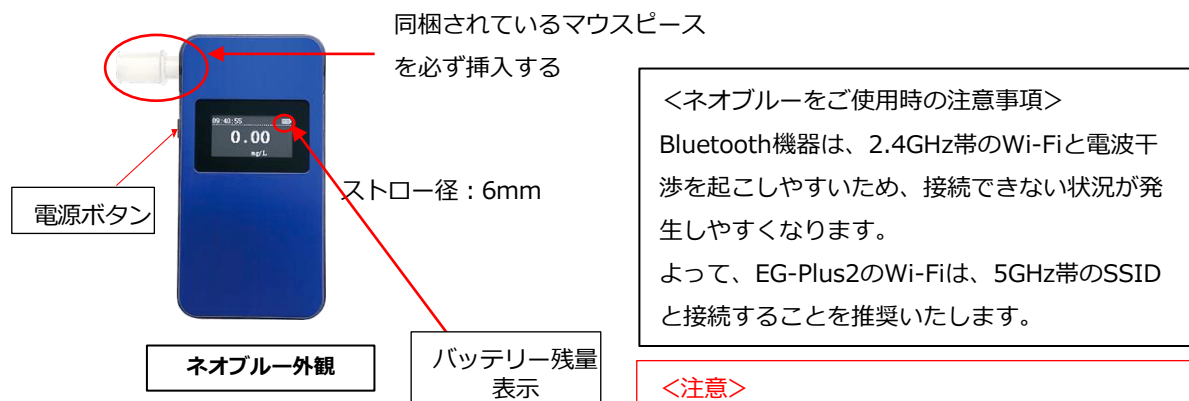 同梱されているマウスピース
を必ず挿入する
09:40:55
0.00
mg/L
電源ボタン
ストロー径：6mm
ネオブルー外観
バッテリー残量
表示
＜ネオブルーをご使用時の注意事項＞
Bluetooth機器は、2.4GHz帯のWi-Fiと電波干
渉を起こしやすいため、接続できない状況が発
生しやすくなります。
よって、EG-Plus2のWi-Fiは、5GHz帯のSSID
と接続することを推奨いたします。
＜注意＞